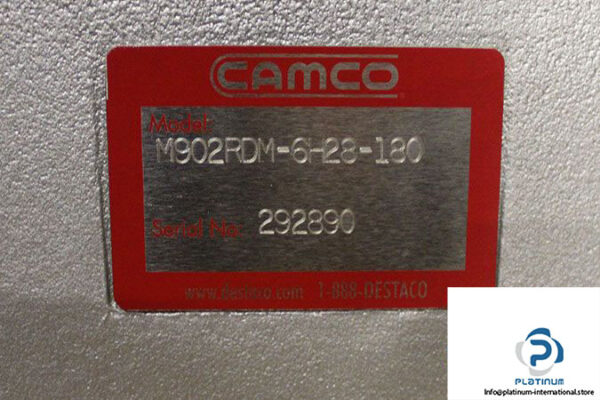 CAMCO
Model:
M902RDM-6H28-180
Serial No:
292890
www.destaco.com 1-888-DESTACO
PLATINUM
Info@platinum-international.store